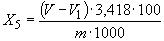 X₅ = (V – V₁) · 3,418 · 100 / m · 1000